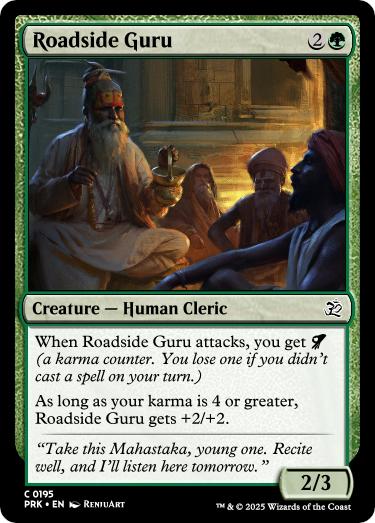 Roadside Guru 2
Creature — Human Cleric
When Roadside Guru attacks, you get
(a karma counter. You lose one if you didn't
cast a spell on your turn.)
As long as your karma is 4 or greater,
Roadside Guru gets +2/+2.
“Take this Mahastaka, young one. Recite
well, and I’ll listen here tomorrow.”
2/3
C 0195
PRK • EN RENJUART
™ & © 2025 Wizards of the Coast